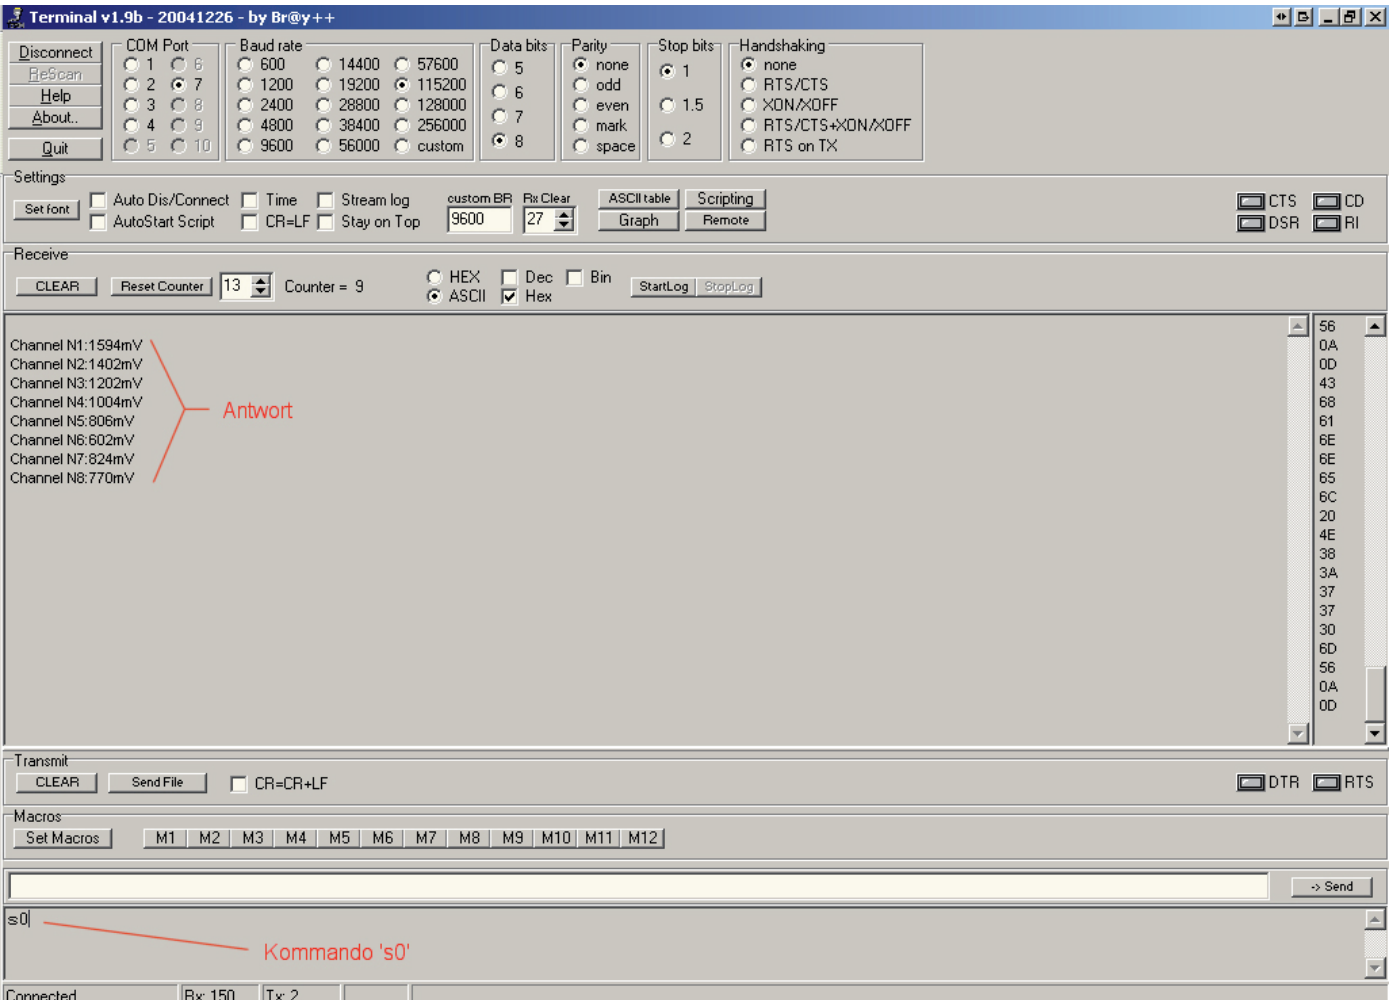 Terminal v1.9b - 20041226 - by Br@y++
Disconnect
ReScan
Help
About..
Quit
COM Port
1 6
2 7
3 8
4 9
5 10
Baud rate
600 14400 57600
1200 19200 115200
2400 28800 128000
4800 38400 256000
9600 56000 custom
Data bits
5
6
7
8
Parity
none
odd
even
mark
space
Stop bits
1
1.5
2
Handshaking
none
RTS/CTS
XON/XOFF
RTS/CTS+XON/XOFF
RTS on TX
Settings
Set font
Auto Dis/Connect Time Stream log
AutoStart Script CR=LF Stay on Top
custom BR Rx Clear
9600 27
ASCII table Scripting
Graph Remote
CTS CD
DSR RI
Receive
CLEAR Reset Counter 13 Counter = 9
HEX Dec Bin
ASCII Hex
StartLog StopLog
Channel N1:1594mV
Channel N2:1402mV
Channel N3:1202mV
Channel N4:1004mV
Channel N5:806mV
Channel N6:602mV
Channel N7:824mV
Channel N8:770mV
Antwort
56
0A
0D
43
68
61
6E
6E
65
6C
20
4E
38
3A
37
37
30
6D
56
0A
0D
Transmit
CLEAR Send File CR=CR+LF DTR RTS
Macros
Set Macros M1 M2 M3 M4 M5 M6 M7 M8 M9 M10 M11 M12
-> Send
s0
Kommando 's0'
Connected Rx: 150 Tx: 2